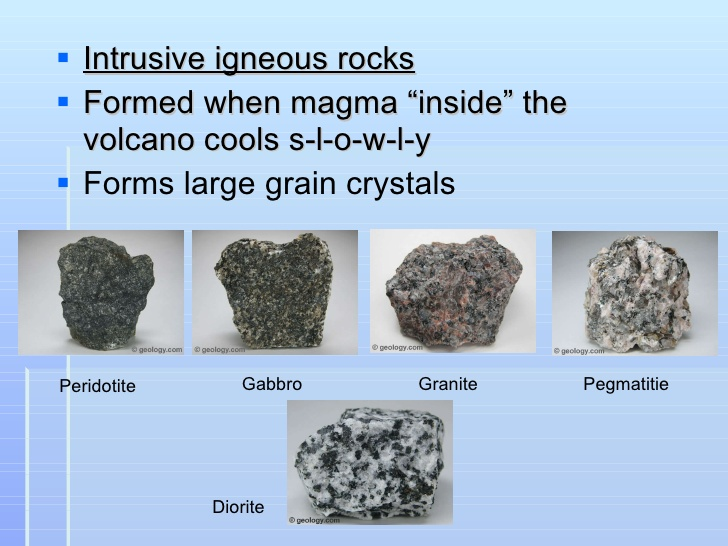 Intrusive igneous rocks
Formed when magma “inside” the
volcano cools s-l-o-w-l-y
Forms large grain crystals
© geology.com
© geology.com
© geology.com
© geology.com
Peridotite
Gabbro
Granite
Pegmatitie
Diorite
© geology.com